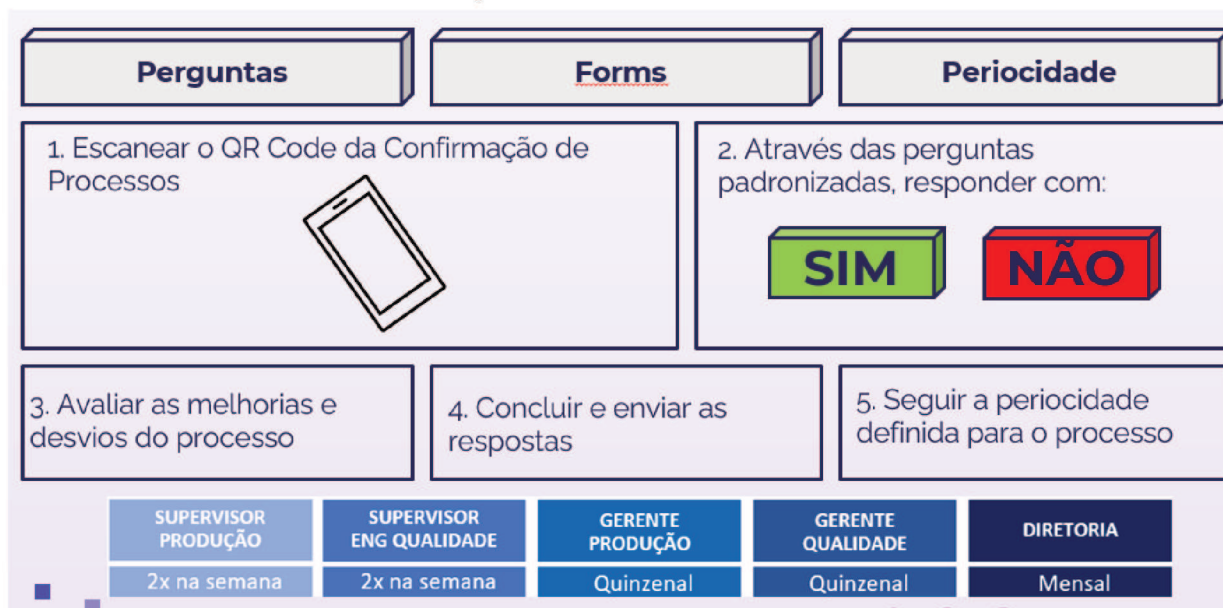 Perguntas
Forms
Periocidade
1. Escanear o QR Code da Confirmação de
Processos
2. Através das perguntas
padronizadas, responder com:
SIM
NÃO
3. Avaliar as melhorias e
desvios do processo
4. Concluir e enviar as
respostas
5. Seguir a periocidade
definida para o processo
SUPERVISOR
PRODUÇÃO
SUPERVISOR
ENG QUALIDADE
GERENTE
PRODUÇÃO
GERENTE
QUALIDADE
DIRETORIA
2x na semana
2x na semana
Quinzenal
Quinzenal
Mensal